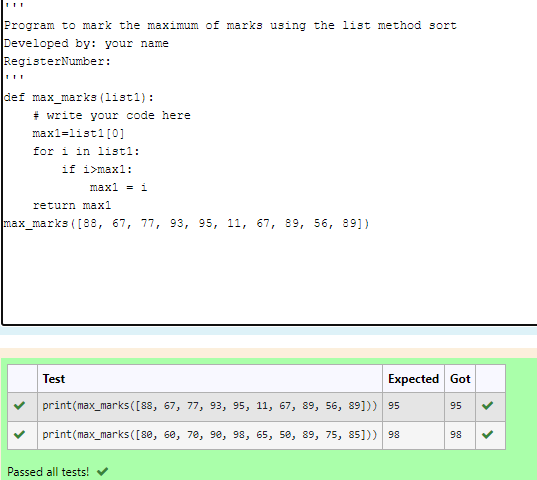 '''
Program to mark the maximum of marks using the list method sort
Developed by: your name
RegisterNumber:
'''
def max_marks(list1):
    # write your code here
    max1=list1[0]
    for i in list1:
        if i>max1:
            max1 = i
    return max1
max_marks([88, 67, 77, 93, 95, 11, 67, 89, 56, 89])
Test Expected Got
print(max_marks([88, 67, 77, 93, 95, 11, 67, 89, 56, 89])) 95 95
print(max_marks([80, 60, 70, 90, 98, 65, 50, 89, 75, 85])) 98 98
Passed all tests!